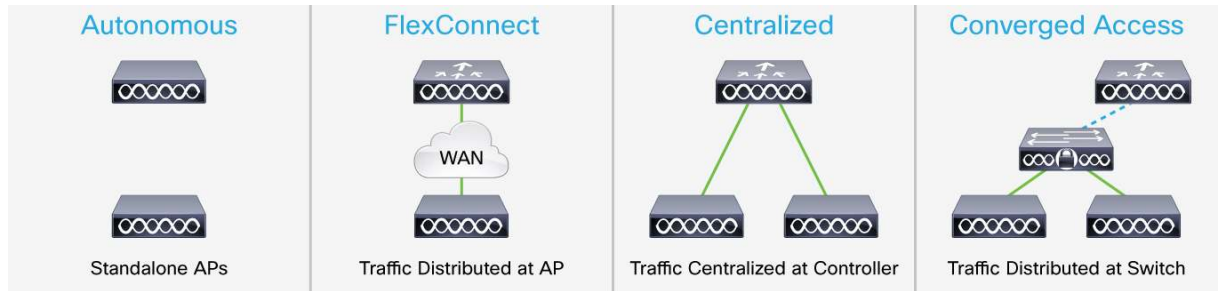 Autonomous
FlexConnect
Centralized
Converged Access
WAN
Standalone APs
Traffic Distributed at AP
Traffic Centralized at Controller
Traffic Distributed at Switch